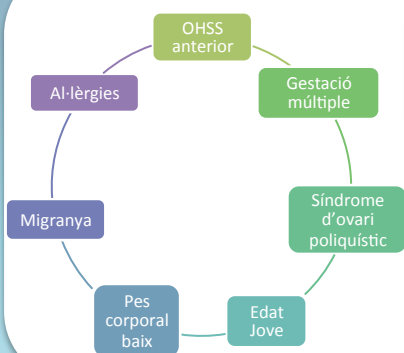 OHSS
anterior
Gestació
múltiple
Síndrome
d'ovari
poliquístic
Edat
Jove
Pes
corporal
baix
Migranya
Al·lèrgies